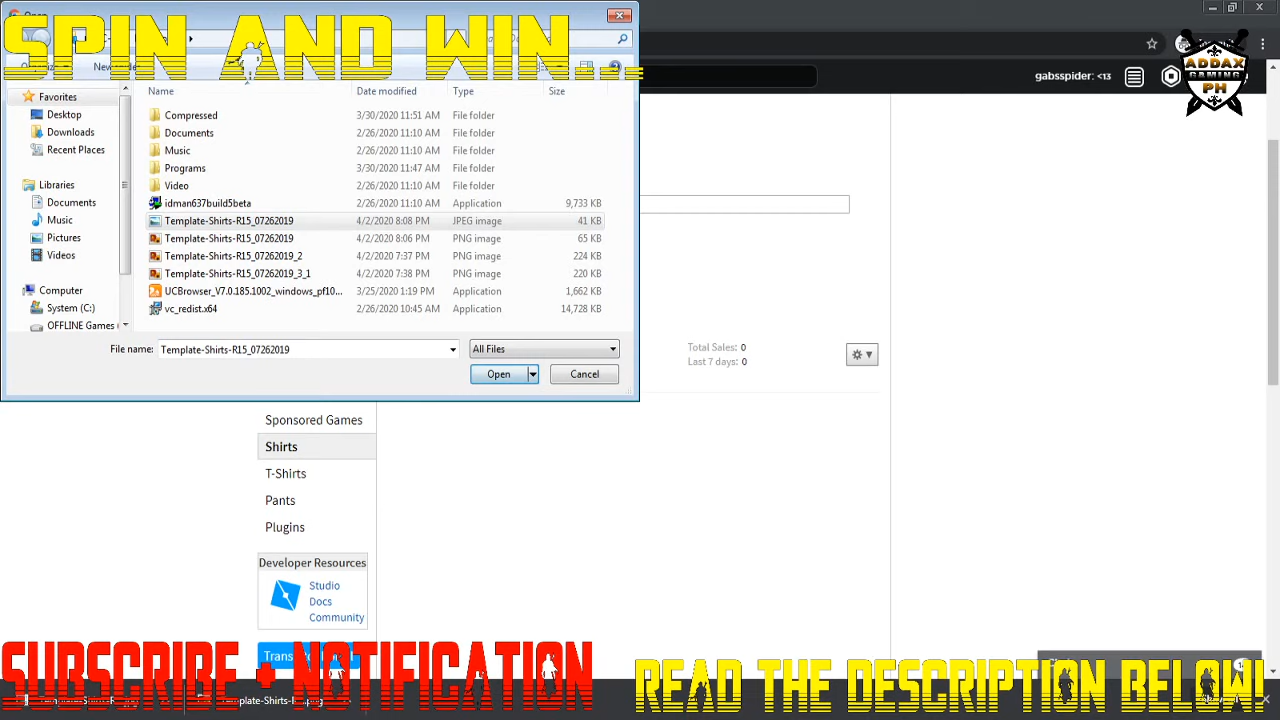 SPIN AND WIN....
Name
Date modified
Type
Size
Favorites
Desktop
Downloads
Recent Places
Libraries
Documents
Music
Pictures
Videos
Computer
System (C:)
OFFLINE Games (
Compressed 3/30/2020 11:51 AM File folder
Documents 2/26/2020 11:10 AM File folder
Music 2/26/2020 11:10 AM File folder
Programs 3/30/2020 11:47 AM File folder
Video 2/26/2020 11:10 AM File folder
idman637build5beta 2/26/2020 11:10 AM Application 9,733 KB
Template-Shirts-R15_07262019 4/2/2020 8:08 PM JPEG image 41 KB
Template-Shirts-R15_07262019 4/2/2020 8:06 PM PNG image 65 KB
Template-Shirts-R15_07262019_2 4/2/2020 7:37 PM PNG image 224 KB
Template-Shirts-R15_07262019_3_1 4/2/2020 7:38 PM PNG image 220 KB
UCBrowser_V7.0.185.1002_windows_pf10... 3/25/2020 1:19 PM Application 1,662 KB
vc_redist.x64 2/26/2020 10:45 AM Application 14,728 KB
File name: Template-Shirts-R15_07262019
All Files
Open
Cancel
gabsspider: <13
ADDAX
GAMING
PH
Total Sales: 0
Last 7 days: 0
Sponsored Games
Shirts
T-Shirts
Pants
Plugins
Developer Resources
Studio
Docs
Community
SUBSCRIBE + NOTIFICATION
READ THE DESCRIPTION BELOW!